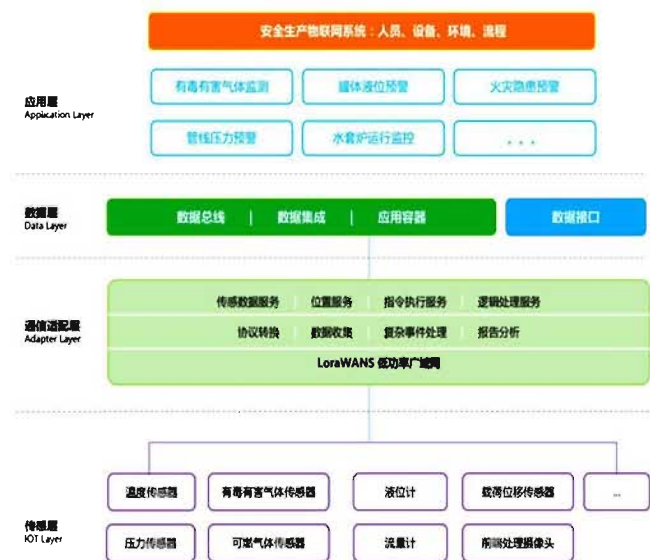 安全生产物联网系统：人员、设备、环境、流程
有毒有害气体监测
罐体液位预警
火灾隐患预警
应用层
Application Layer
管线压力预警
水套炉运行监控
...
数据层
Data Layer
数据总线 | 数据集成 | 应用容器
数据接口
传感数据服务 | 位置服务 | 指令执行服务 | 逻辑处理服务
通信适配层
Adapter Layer
协议转换 | 数据收集 | 复杂事件处理 | 报告分析
LoraWANS 低功率广域网
温度传感器
有毒有害气体传感器
液位计
载荷位移传感器
...
传感层
IOT Layer
压力传感器
可燃气体传感器
流量计
前端处理摄像头